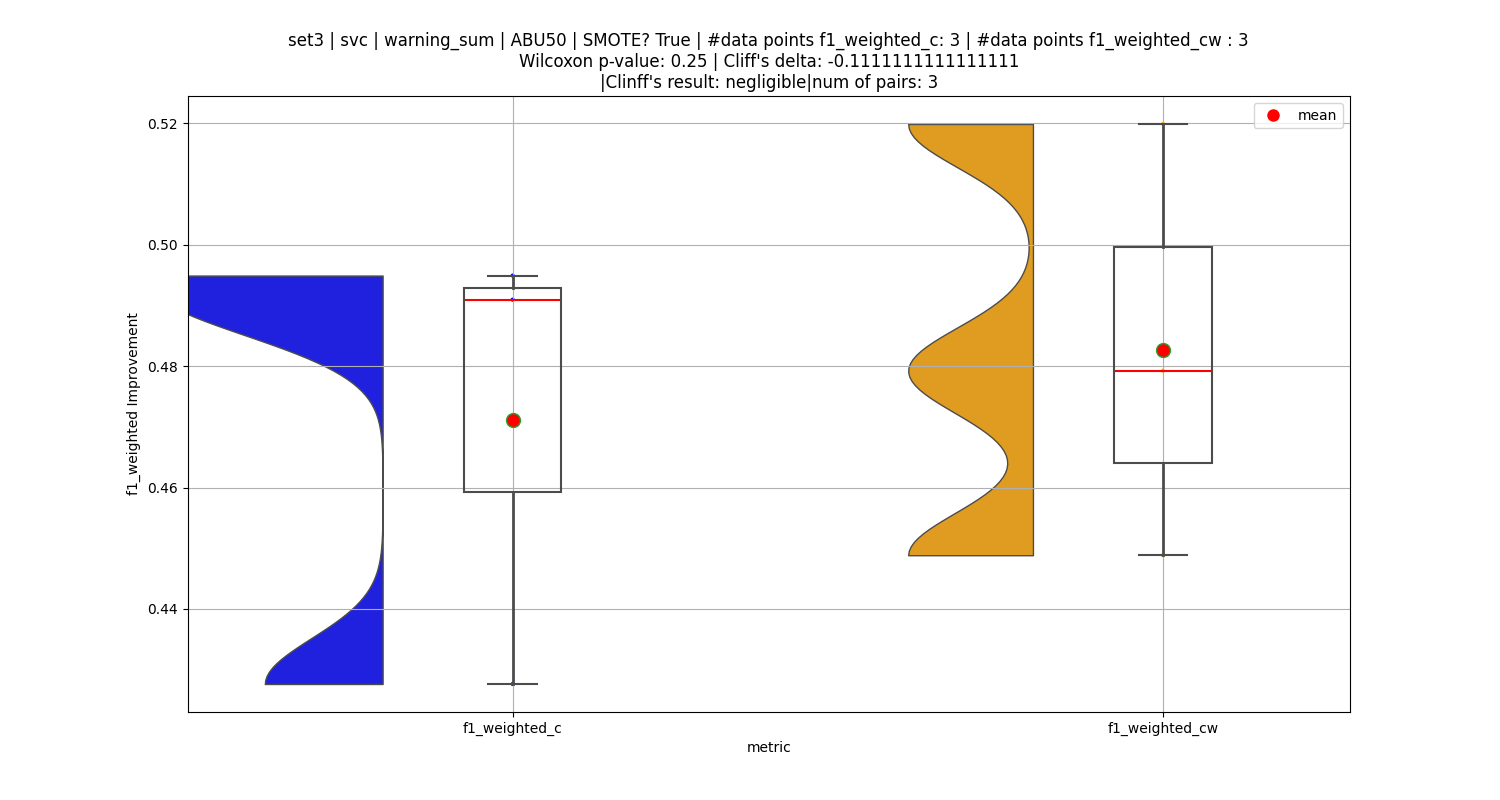 set3 | svc | warning_sum | ABU50 | SMOTE? True | #data points f1_weighted_c: 3 | #data points f1_weighted_cw : 3
Wilcoxon p-value: 0.25 | Cliff's delta: -0.1111111111111111
|Clinff's result: negligible|num of pairs: 3
mean
0.52
0.50
0.48
0.46
0.44
f1_weighted Improvement
f1_weighted_c
f1_weighted_cw
metric